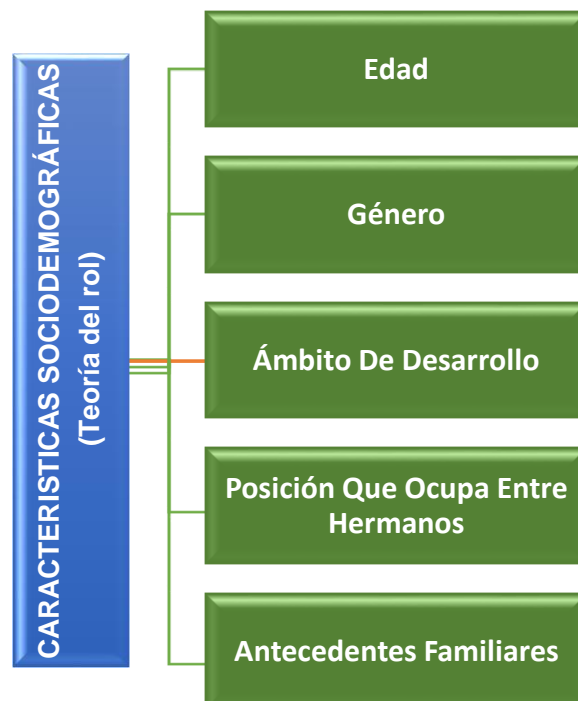 CARACTERISTICAS SOCIODEMOGRÁFICAS
(Teoría del rol)
Edad
Género
Ámbito De Desarrollo
Posición Que Ocupa Entre
Hermanos
Antecedentes Familiares